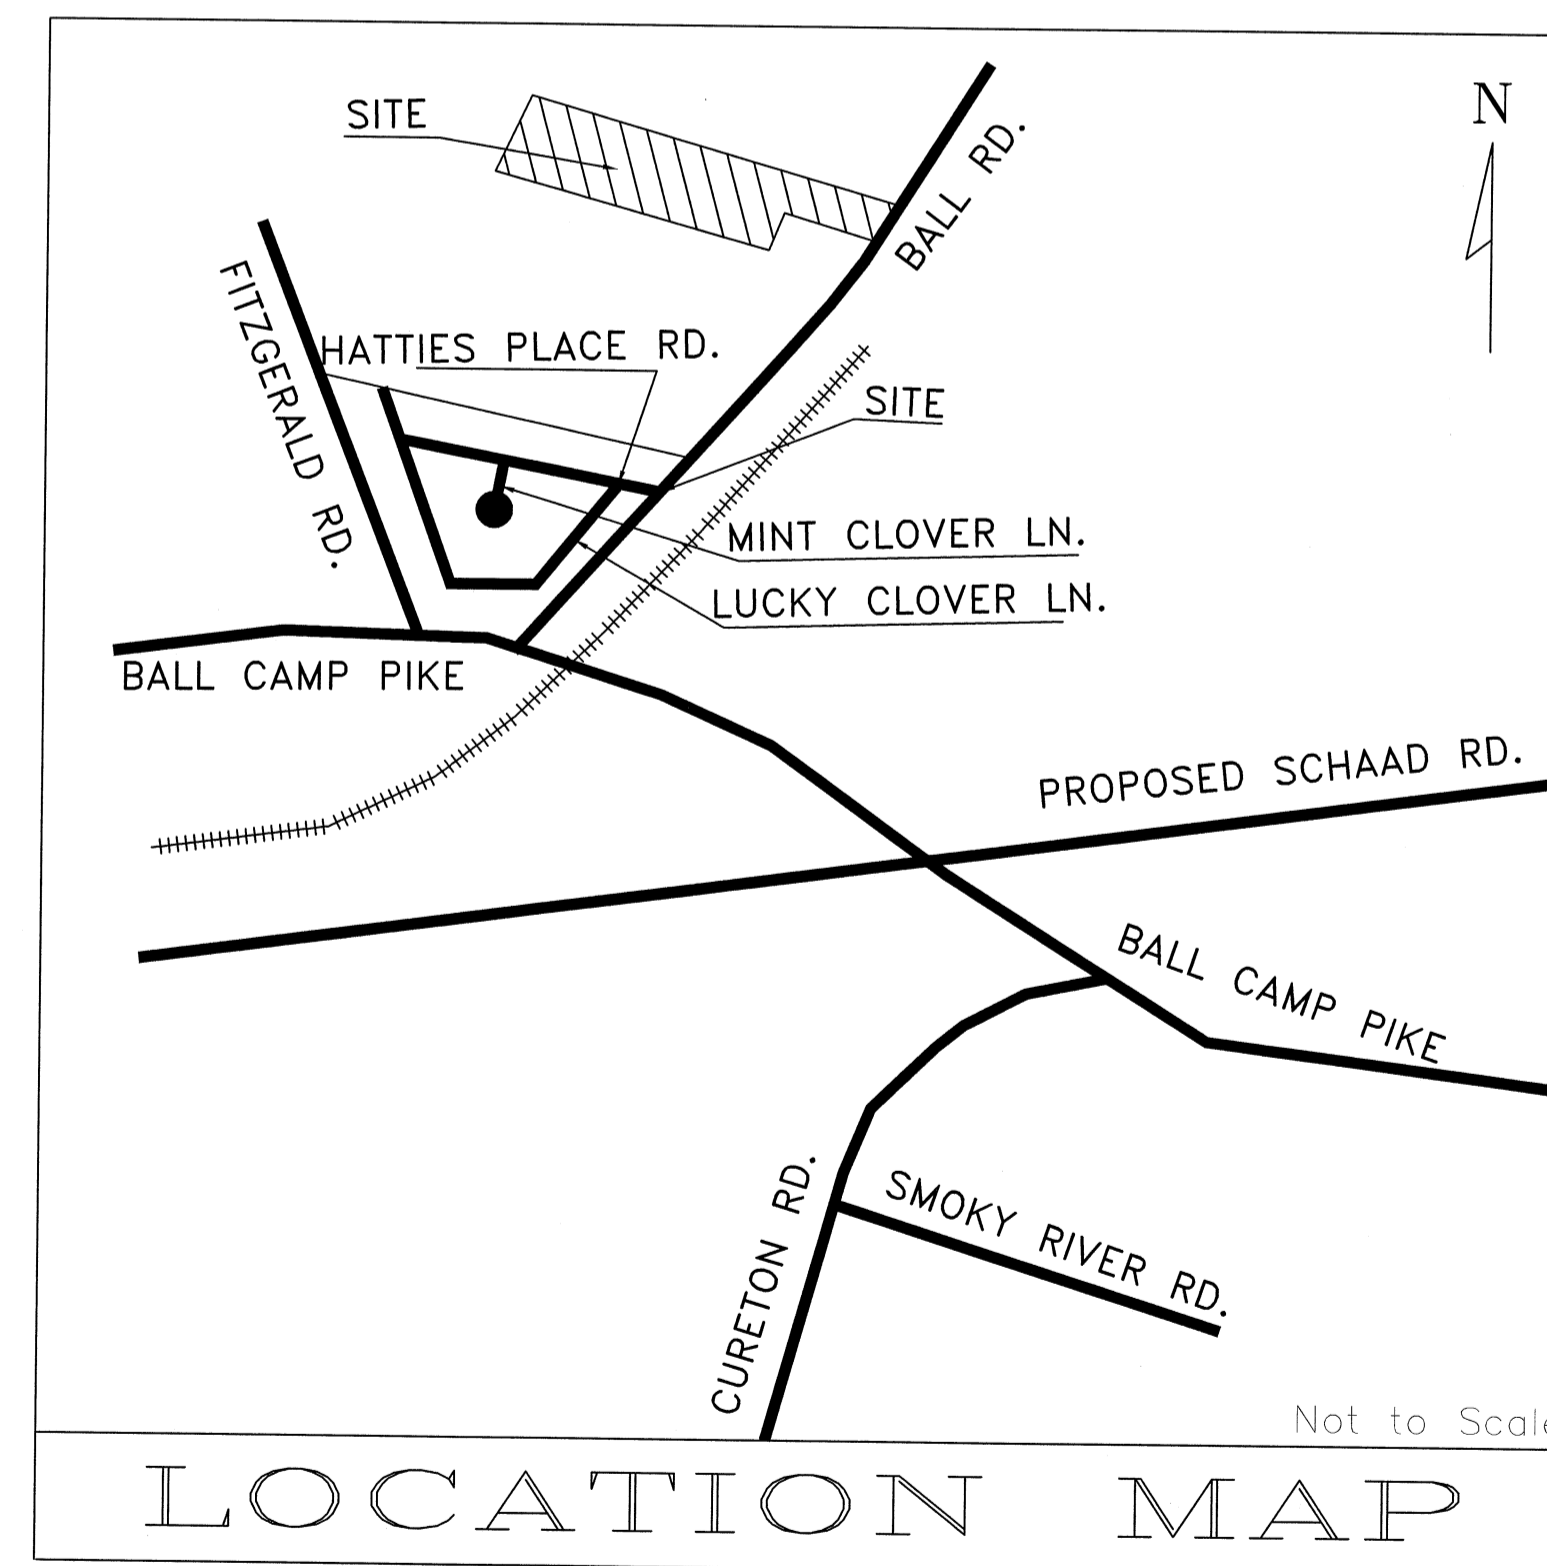 SITE
N
BALL RD.
FITZGERALD RD.
HATTIES PLACE RD.
SITE
MINT CLOVER LN.
LUCKY CLOVER LN.
BALL CAMP PIKE
PROPOSED SCHAAD RD.
BALL CAMP PIKE
SMOKY RIVER RD.
CURETON RD.
Not to Scale
LOCATION MAP